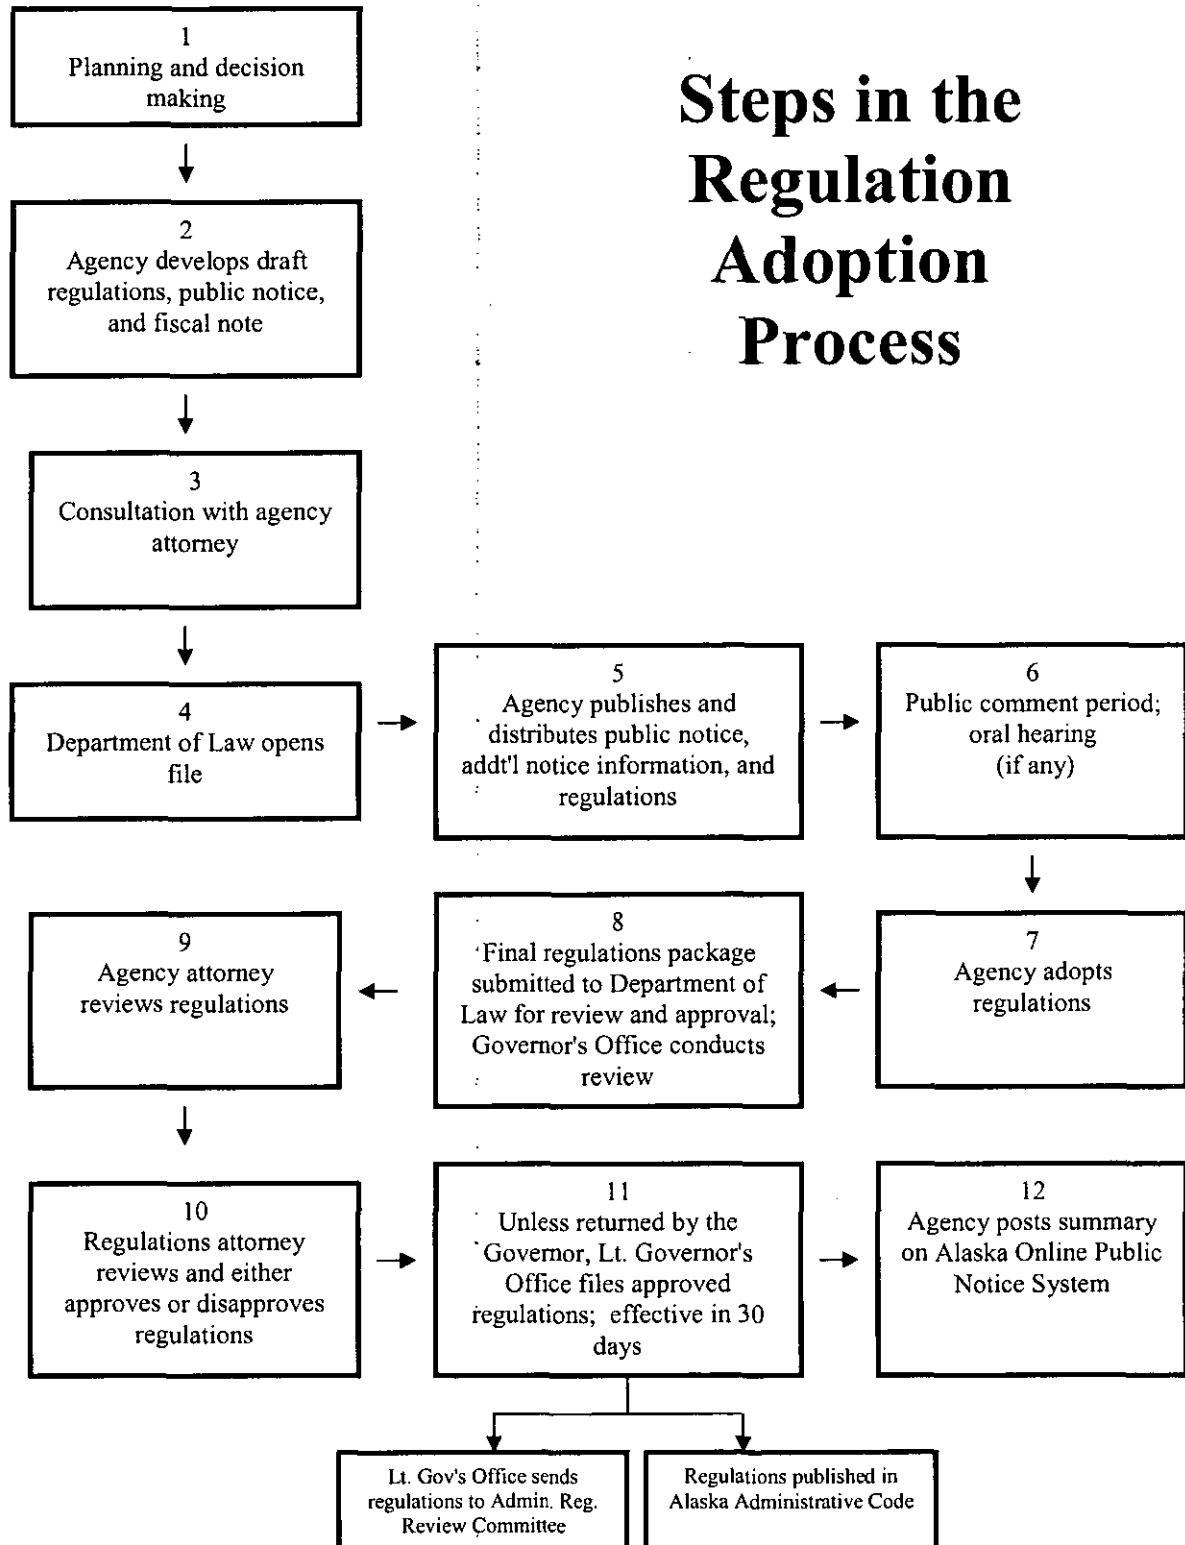 Steps in the
Regulation
Adoption
Process
1
Planning and decision
making
2
Agency develops draft
regulations, public notice,
and fiscal note
3
Consultation with agency
attorney
4
Department of Law opens
file
5
Agency publishes and
distributes public notice,
addt'l notice information, and
regulations
6
Public comment period;
oral hearing
(if any)
7
Agency adopts
regulations
8
Final regulations package
submitted to Department of
Law for review and approval;
Governor's Office conducts
review
9
Agency attorney
reviews regulations
10
Regulations attorney
reviews and either
approves or disapproves
regulations
11
Unless returned by the
Governor, Lt. Governor's
Office files approved
regulations; effective in 30
days
12
Agency posts summary
on Alaska Online Public
Notice System
Lt. Gov's Office sends
regulations to Admin. Reg.
Review Committee
Regulations published in
Alaska Administrative Code